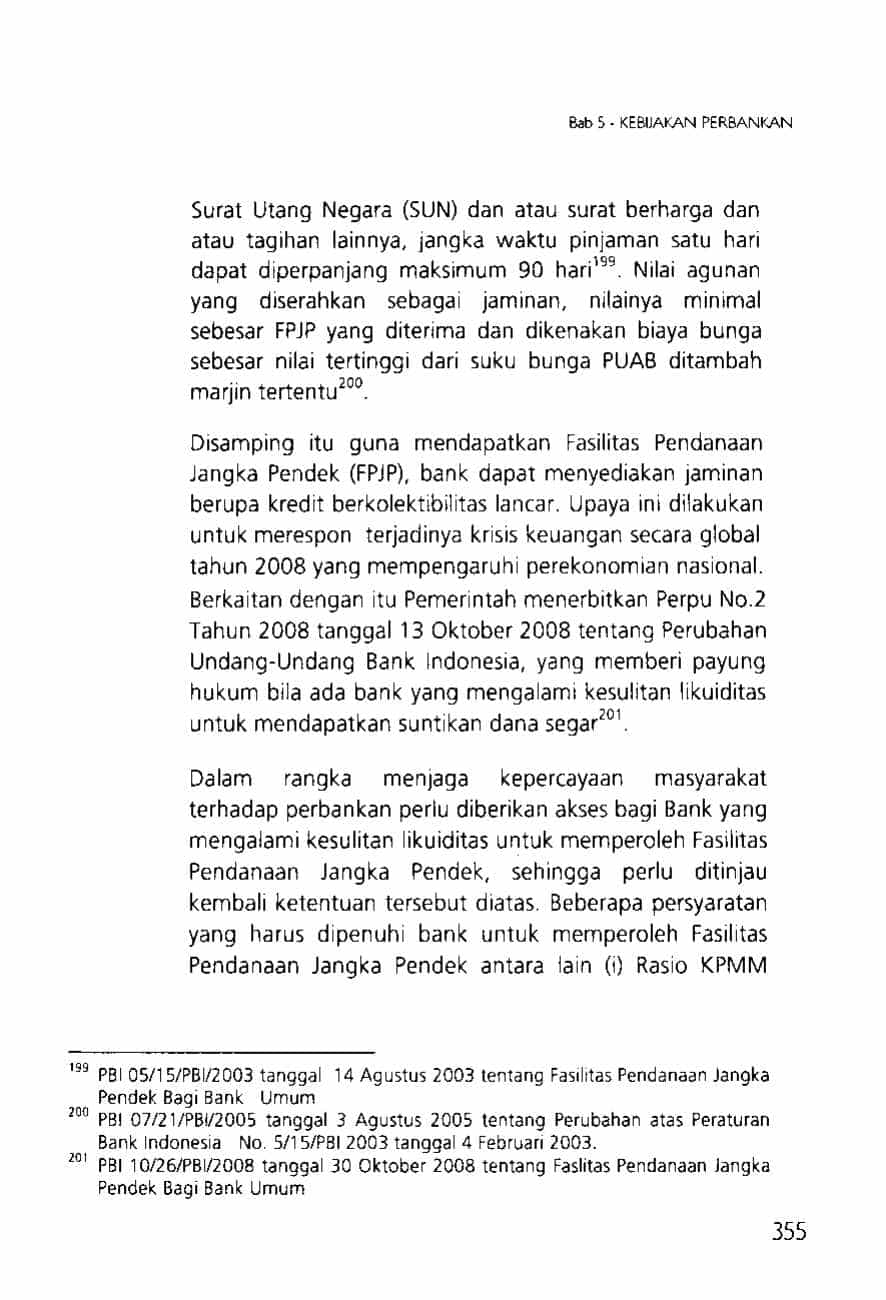 Bab 5 - KEBIJAKAN PERBANKAN
Surat Utang Negara (SUN) dan atau surat berharga dan
atau tagihan lainnya, jangka waktu pinjaman satu hari
dapat diperpanjang maksimum 90 hari¹⁹⁹. Nilai agunan
yang diserahkan sebagai jaminan, nilainya minimal
sebesar FPJP yang diterima dan dikenakan biaya bunga
sebesar nilai tertinggi dari suku bunga PUAB ditambah
marjin tertentu²⁰⁰.
Disamping itu guna mendapatkan Fasilitas Pendanaan
Jangka Pendek (FPJP), bank dapat menyediakan jaminan
berupa kredit berkolektibilitas lancar. Upaya ini dilakukan
untuk merespon terjadinya krisis keuangan secara global
tahun 2008 yang mempengaruhi perekonomian nasional.
Berkaitan dengan itu Pemerintah menerbitkan Perpu No.2
Tahun 2008 tanggal 13 Oktober 2008 tentang Perubahan
Undang-Undang Bank Indonesia, yang memberi payung
hukum bila ada bank yang mengalami kesulitan likuiditas
untuk mendapatkan suntikan dana segar²⁰¹.
Dalam rangka menjaga kepercayaan masyarakat
terhadap perbankan perlu diberikan akses bagi Bank yang
mengalami kesulitan likuiditas untuk memperoleh Fasilitas
Pendanaan Jangka Pendek, sehingga perlu ditinjau
kembali ketentuan tersebut diatas. Beberapa persyaratan
yang harus dipenuhi bank untuk memperoleh Fasilitas
Pendanaan Jangka Pendek antara lain (i) Rasio KPMM
¹⁹⁹ PBI 05/15/PBI/2003 tanggal 14 Agustus 2003 tentang Fasilitas Pendanaan Jangka
Pendek Bagi Bank Umum
²⁰⁰ PBI 07/21/PBI/2005 tanggal 3 Agustus 2005 tentang Perubahan atas Peraturan
Bank Indonesia No. 5/15/PBI 2003 tanggal 4 Februari 2003.
²⁰¹ PBI 10/26/PBI/2008 tanggal 30 Oktober 2008 tentang Faslitas Pendanaan Jangka
Pendek Bagi Bank Umum
355